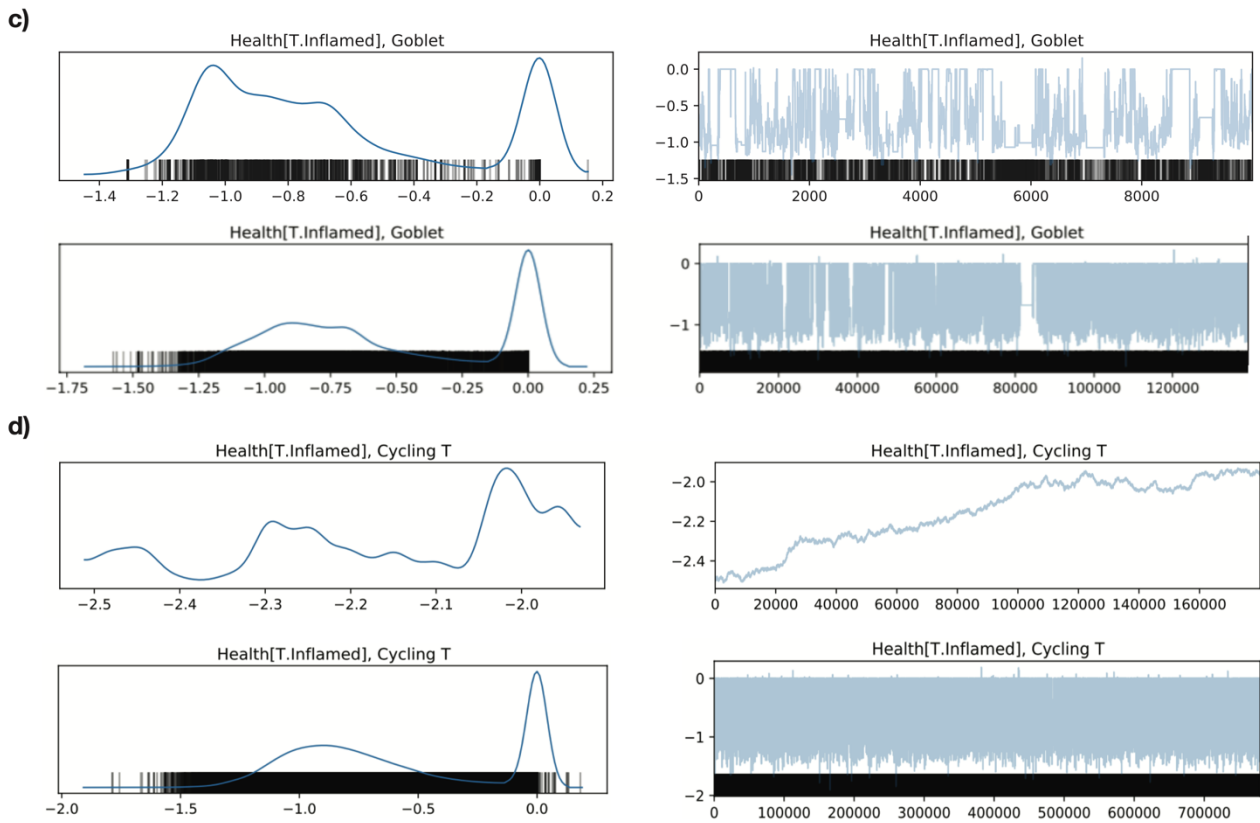 c)
Health[T.Inflamed], Goblet
−1.4 −1.2 −1.0 −0.8 −0.6 −0.4 −0.2 0.0 0.2
Health[T.Inflamed], Goblet
0.0
−0.5
−1.0
−1.5
0 2000 4000 6000 8000
Health[T.Inflamed], Goblet
−1.75 −1.50 −1.25 −1.00 −0.75 −0.50 −0.25 0.00 0.25
Health[T.Inflamed], Goblet
0
−1
0 20000 40000 60000 80000 100000 120000
d)
Health[T.Inflamed], Cycling T
−2.5 −2.4 −2.3 −2.2 −2.1 −2.0
Health[T.Inflamed], Cycling T
−2.0
−2.2
−2.4
0 20000 40000 60000 80000 100000 120000 140000 160000
Health[T.Inflamed], Cycling T
−2.0 −1.5 −1.0 −0.5 0.0
Health[T.Inflamed], Cycling T
0
−1
−2
0 100000 200000 300000 400000 500000 600000 700000